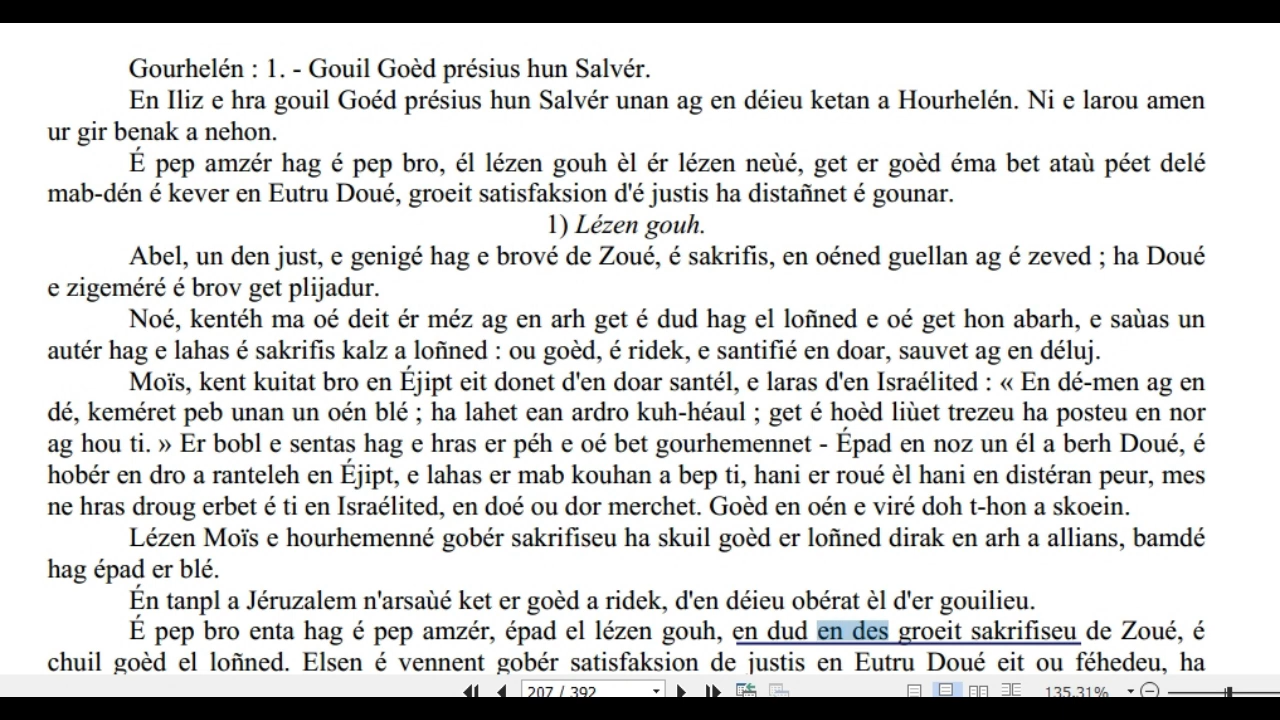 Gourhelén : 1. - Gouil Goèd présius hun Salvér.
En Iliz e hra gouil Goéd présius hun Salvér unan ag en déieu ketan a Hourhelén. Ni e larou amen
ur gir benak a nehon.
É pep amzér hag é pep bro, él lézen gouh èl ér lézen neùé, get er goèd éma bet ataù péet delé
mab-dén é kever en Eutru Doué, groeit satisfaksion d'é justis ha distañnet é gounar.
1) Lézen gouh.
Abel, un den just, e genigé hag e brové de Zoué, é sakrifis, en oéned guellan ag é zeved ; ha Doué
e zigeméré é brov get plijadur.
Noé, kentéh ma oé deit ér méz ag en arh get é dud hag el loñned e oé get hon abarh, e saùas un
autér hag e lahas é sakrifis kalz a loñned : ou goèd, é ridek, e santifié en doar, sauvet ag en déluj.
Moïs, kent kuitat bro en Éjipt eit donet d'en doar santél, e laras d'en Israélited : « En dé-men ag en
dé, keméret peb unan un oén blé ; ha lahet ean ardro kuh-héaul ; get é hoèd liùet trezeu ha posteu en nor
ag hou ti. » Er bobl e sentas hag e hras er péh e oé bet gourhemennet - Épad en noz un él a berh Doué, é
hobér en dro a ranteleh en Éjipt, e lahas er mab kouhan a bep ti, hani er roué èl hani en distéran peur, mes
ne hras droug erbet é ti en Israélited, en doé ou dor merchet. Goèd en oén e viré doh t-hon a skoein.
Lézen Moïs e hourhemenné gobér sakrifiseu ha skuil goèd er loñned dirak en arh a allians, bamdé
hag épad er blé.
Én tanpl a Jéruzalem n'arsaùé ket er goèd a ridek, d'en déieu obérat èl d'er gouilieu.
É pep bro enta hag é pep amzér, épad el lézen gouh, en dud en des groeit sakrifiseu de Zoué, é
chuil goèd el loñned. Elsen é vennent gobér satisfaksion de justis en Eutru Doué eit ou féhedeu, ha
207 / 392
135,31%